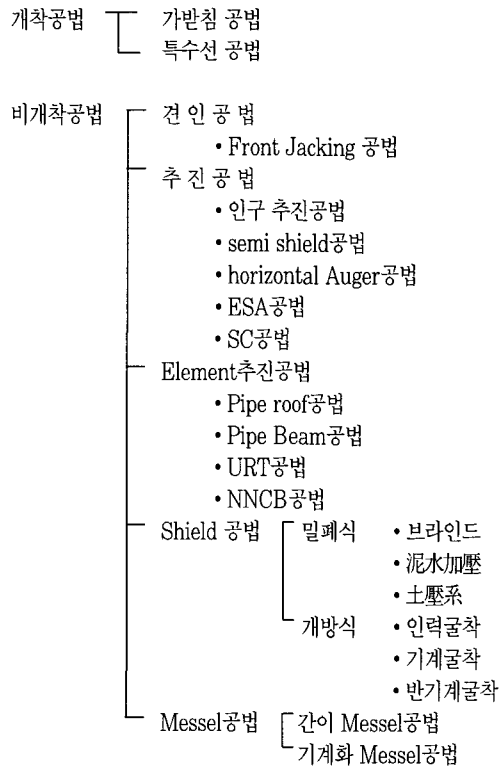 개착공법 가받침 공법
특수선 공법
비개착공법 견 인 공 법
• Front Jacking 공법
추 진 공 법
• 인구 추진공법
• semi shield공법
• horizontal Auger공법
• ESA공법
• SC공법
Element추진공법
• Pipe roof공법
• Pipe Beam공법
• URT공법
• NNCB공법
Shield 공법 밀폐식 • 브라인드
• 泥水加壓
• 土壓系
개방식 • 인력굴착
• 기계굴착
• 반기계굴착
Messel공법 간이 Messel공법
기계화 Messel공법